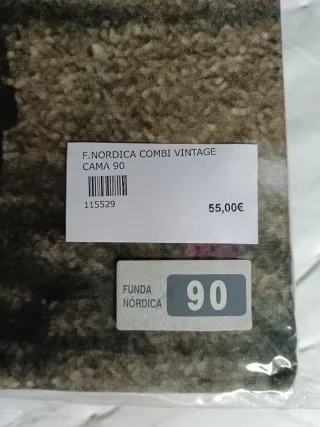 F.NORDICA COMBI VINTAGE
CAMA 90
115529
55,00€
FUNDA
NÓRDICA
90